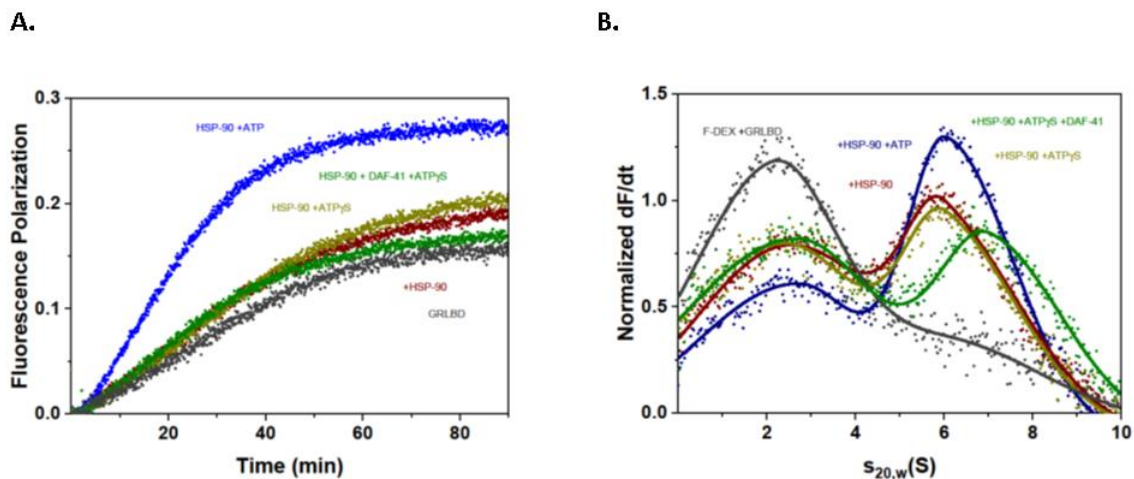 A.
B.
0.3
0.2
0.1
0.0
Fluorescence Polarization
HSP-90 +ATP
HSP-90 + DAF-41 +ATPγS
HSP-90 +ATPγS
+HSP-90
GRLBD
20 40 60 80
Time (min)
1.5
1.0
0.5
0.0
Normalized dF/dt
F-DEX +GRLBD
+HSP-90 +ATPγS +DAF-41
+HSP-90 +ATP
+HSP-90 +ATPγS
+HSP-90
2 4 6 8 10
s20,w(S)